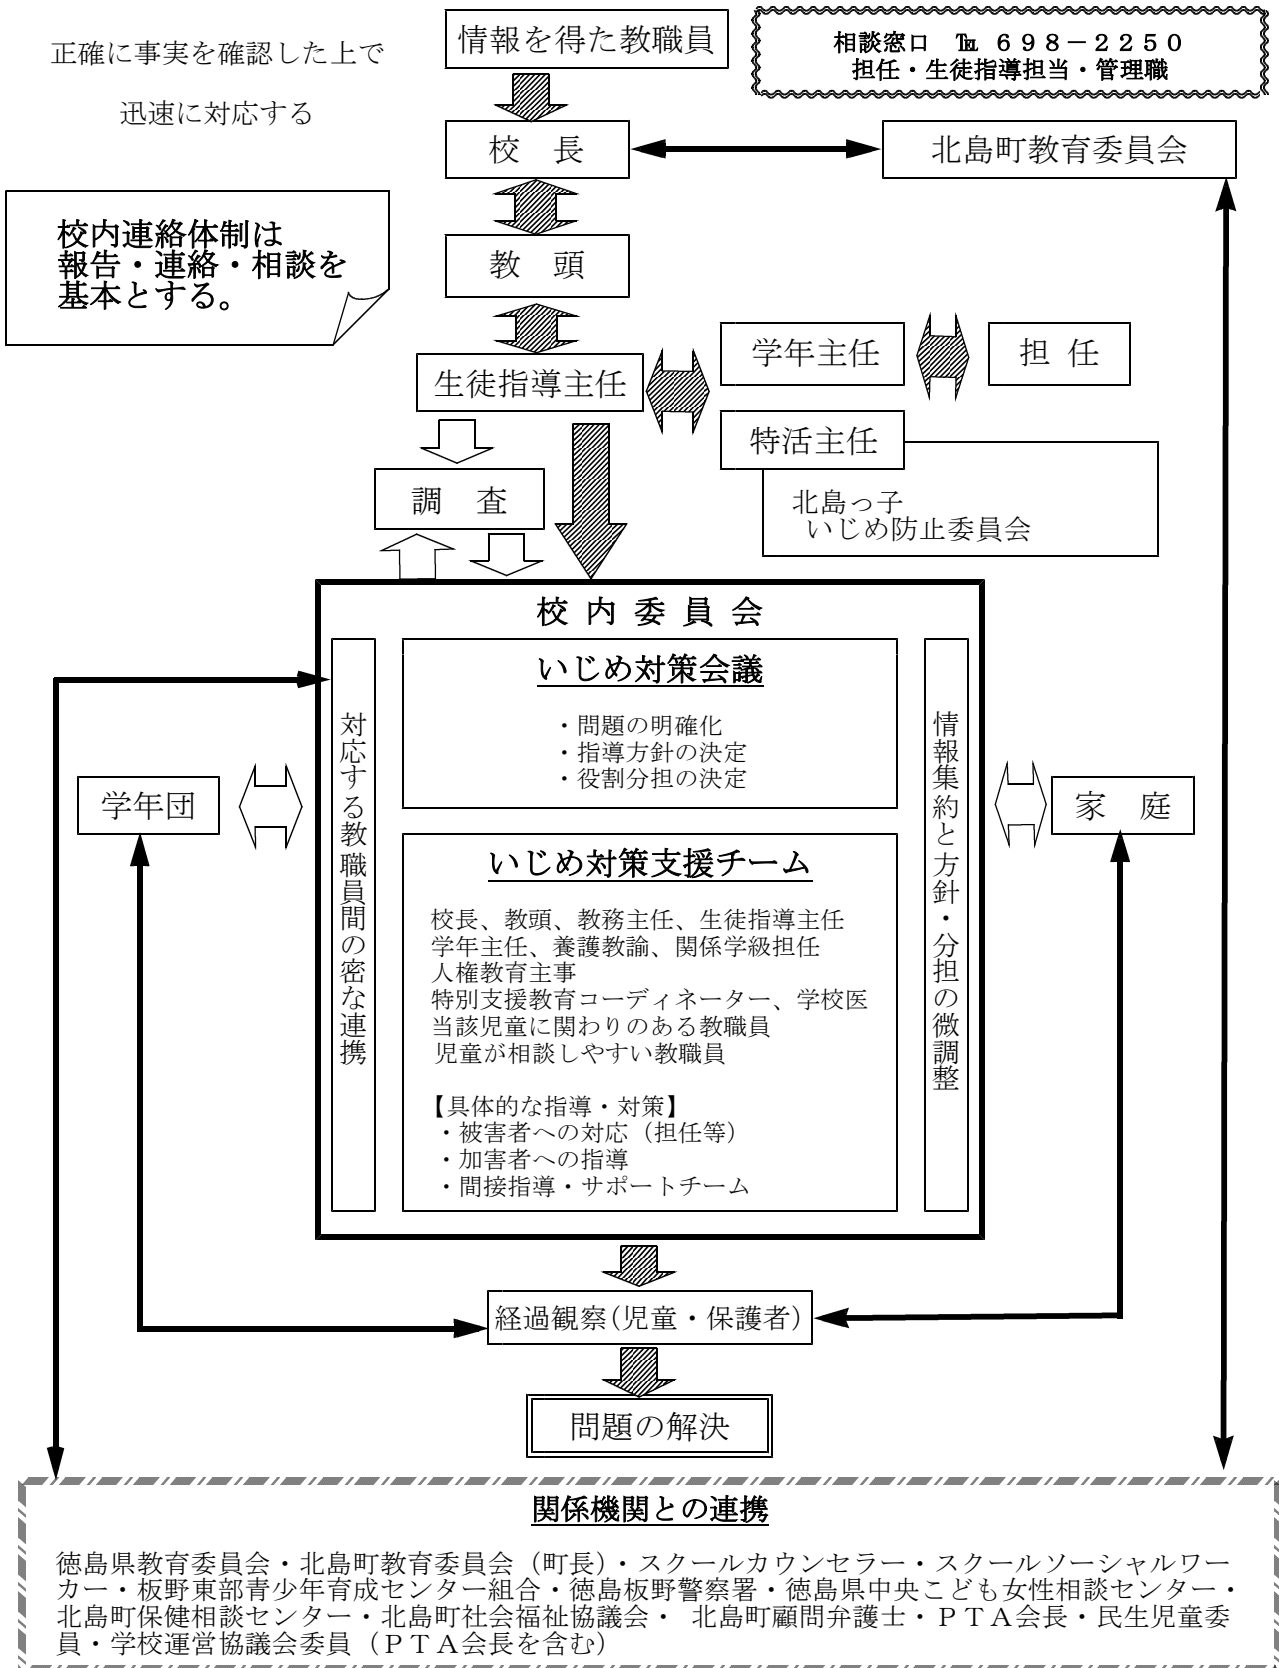 正確に事実を確認した上で
迅速に対応する
情報を得た教職員
相談窓口　℡ ６９８－２２５０
担任・生徒指導担当・管理職
校　長
北島町教育委員会
校内連絡体制は
報告・連絡・相談を
基本とする。
教　頭
生徒指導主任
学年主任
担 任
特活主任
北島っ子
いじめ防止委員会
調　査
校 内 委 員 会
対応する教職員間の密な連携
いじめ対策会議
・問題の明確化
・指導方針の決定
・役割分担の決定
情報集約と方針・分担の微調整
学年団
家　庭
いじめ対策支援チーム
校長、教頭、教務主任、生徒指導主任
学年主任、養護教諭、関係学級担任
人権教育主事
特別支援教育コーディネーター、学校医
当該児童に関わりのある教職員
児童が相談しやすい教職員
【具体的な指導・対策】
・被害者への対応（担任等）
・加害者への指導
・間接指導・サポートチーム
経過観察（児童・保護者）
問題の解決
関係機関との連携
徳島県教育委員会・北島町教育委員会（町長）・スクールカウンセラー・スクールソーシャルワー
カー・板野東部青少年育成センター組合・徳島板野警察署・徳島県中央こども女性相談センター・
北島町保健相談センター・北島町社会福祉協議会・ 北島町顧問弁護士・ＰＴＡ会長・民生児童委
員・学校運営協議会委員（ＰＴＡ会長を含む）